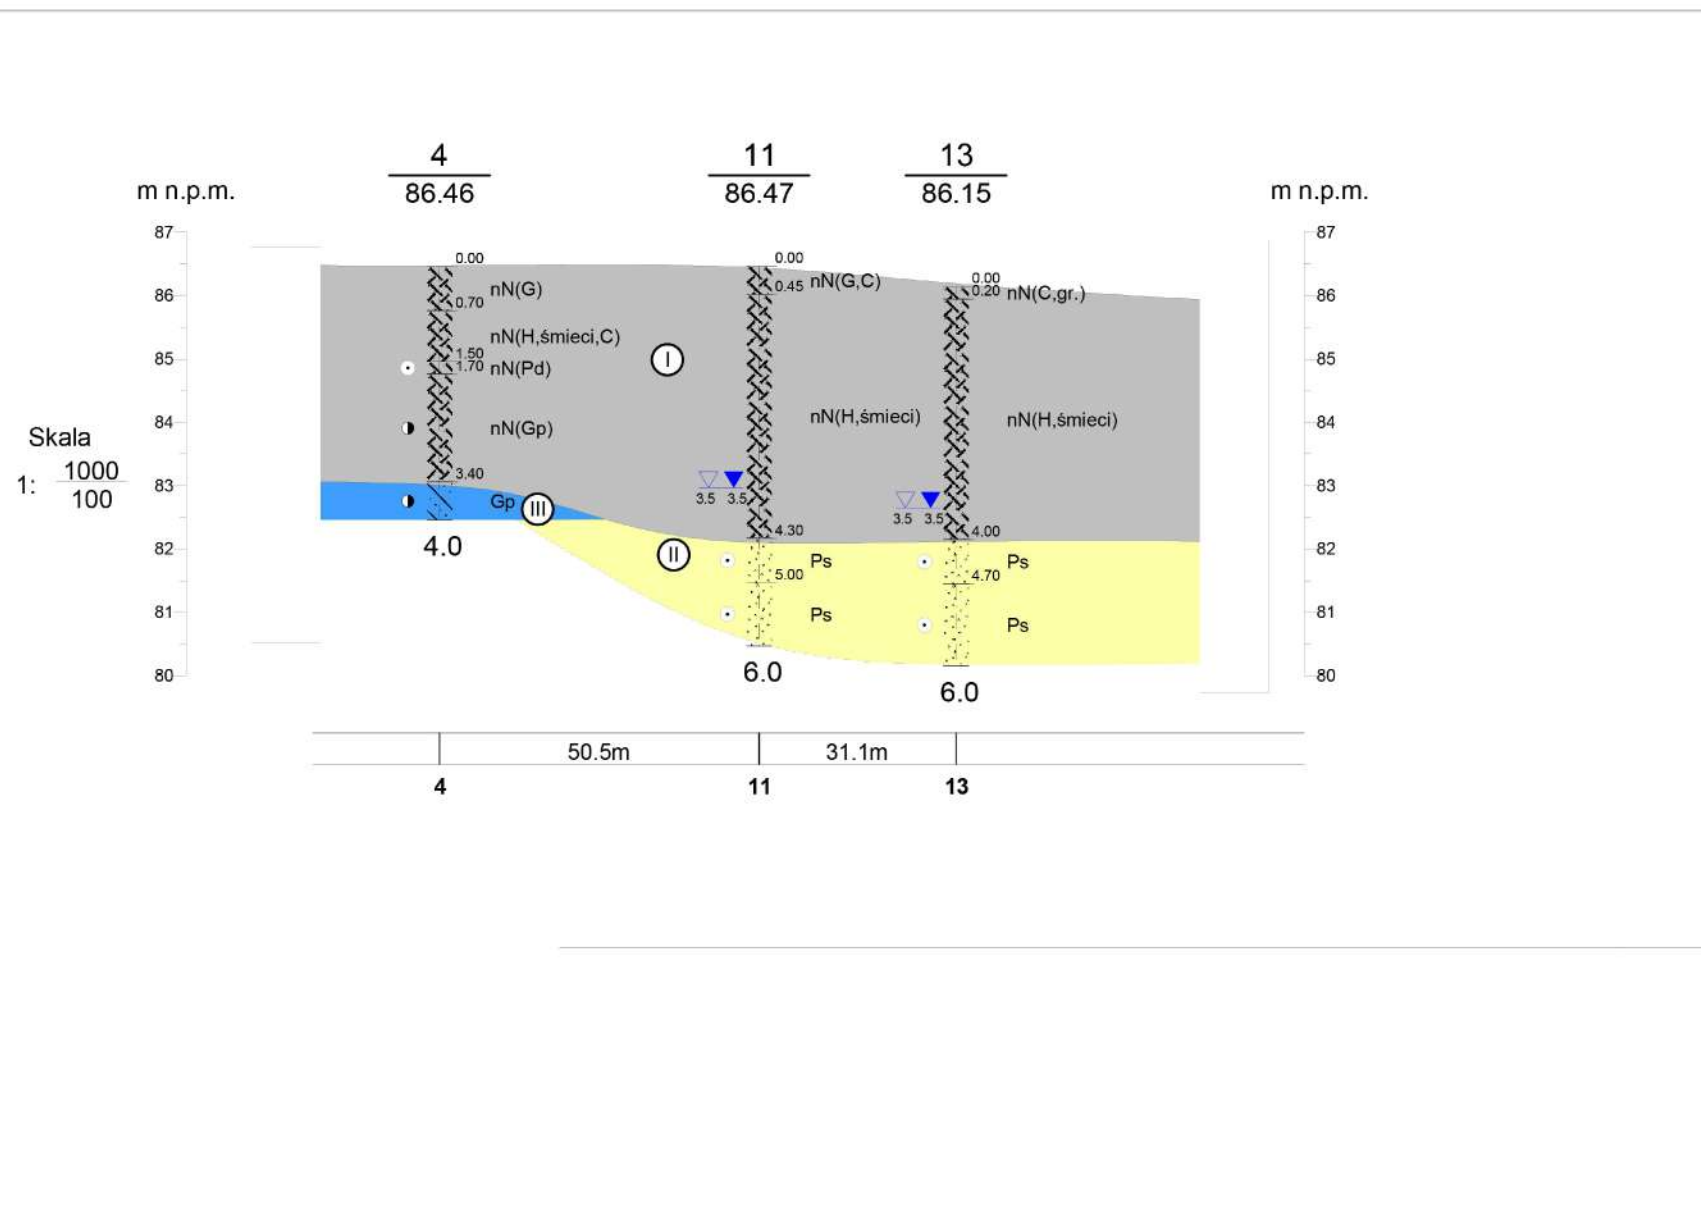 4 11 13
m n.p.m. 86.46 86.47 86.15 m n.p.m.
87 87
0.00 0.00
0.00
nN(G) 0.45 nN(G,C) 0.20 nN(C,gr.)
86 0.70 86
nN(H,śmieci,C)
1.50
85 I 85
1.70 nN(Pd)
84 nN(Gp) nN(H,śmieci) nN(H,śmieci) 84
Skala
1: 1000
100
3.40
83 83
3.5 3.5
Gp III
3.5 3.5
4.30 4.00
4.0
82 II 82
Ps Ps
5.00 4.70
81 Ps Ps 81
80 6.0 80
6.0
50.5m 31.1m
4 11 13